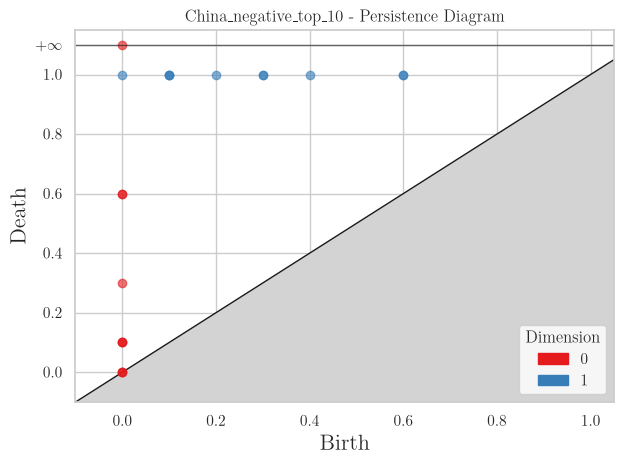 China_negative_top_10 - Persistence Diagram
+∞
1.0
0.8
0.6
0.4
0.2
0.0
Death
0.0 0.2 0.4 0.6 0.8 1.0
Birth
Dimension
0
1